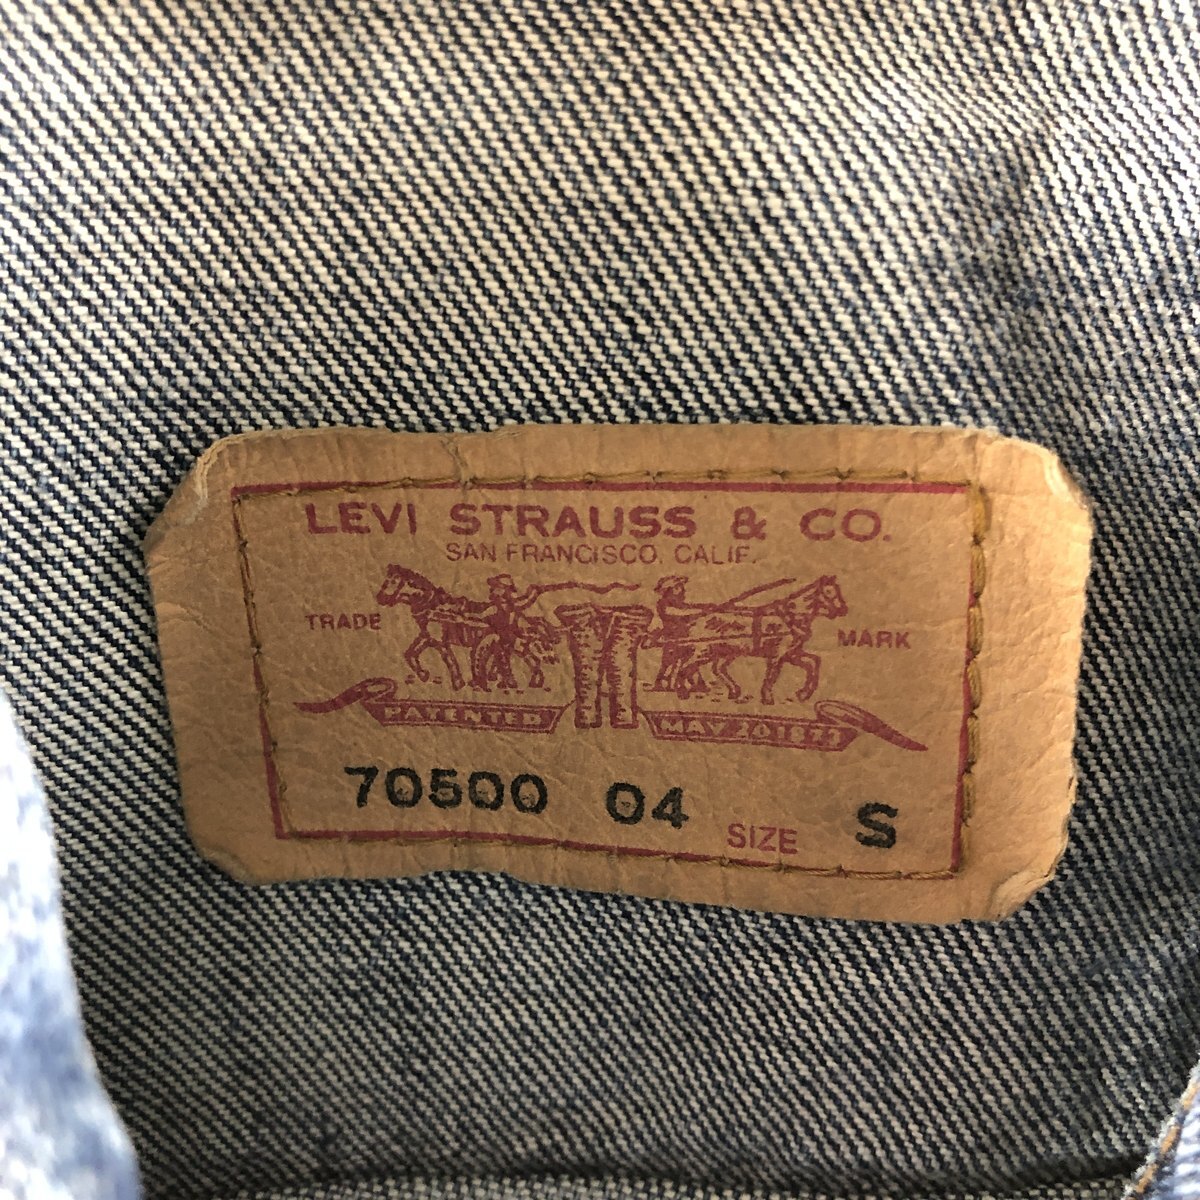 LEVI STRAUSS & CO.
SAN FRANCISCO. CALIF.
TRADE MARK
PATENTED MAY 20 1873
70500 04 SIZE S